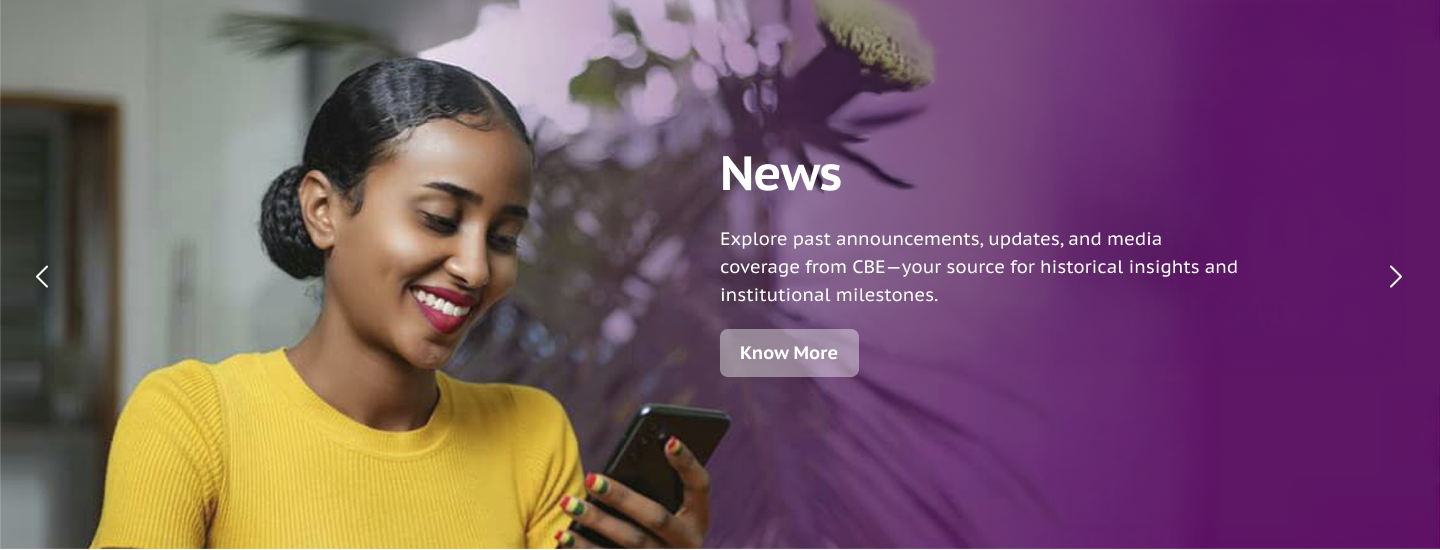 News
Explore past announcements, updates, and media
coverage from CBE—your source for historical insights and
institutional milestones.
Know More